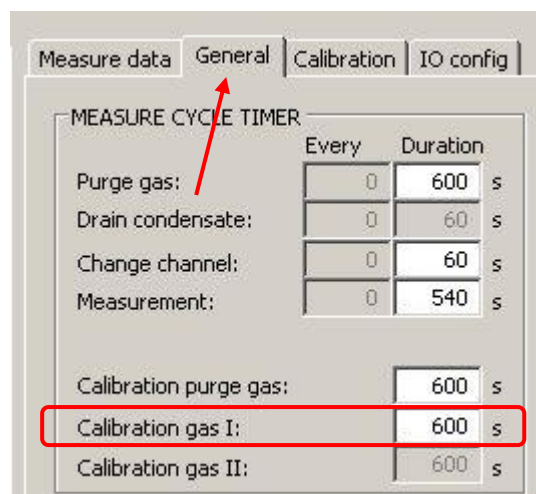 Measure data General Calibration IO config
MEASURE CYCLE TIMER
Every Duration
Purge gas: 0 600 s
Drain condensate: 0 60 s
Change channel: 0 60 s
Measurement: 0 540 s
Calibration purge gas: 600 s
Calibration gas I: 600 s
Calibration gas II: 600 s